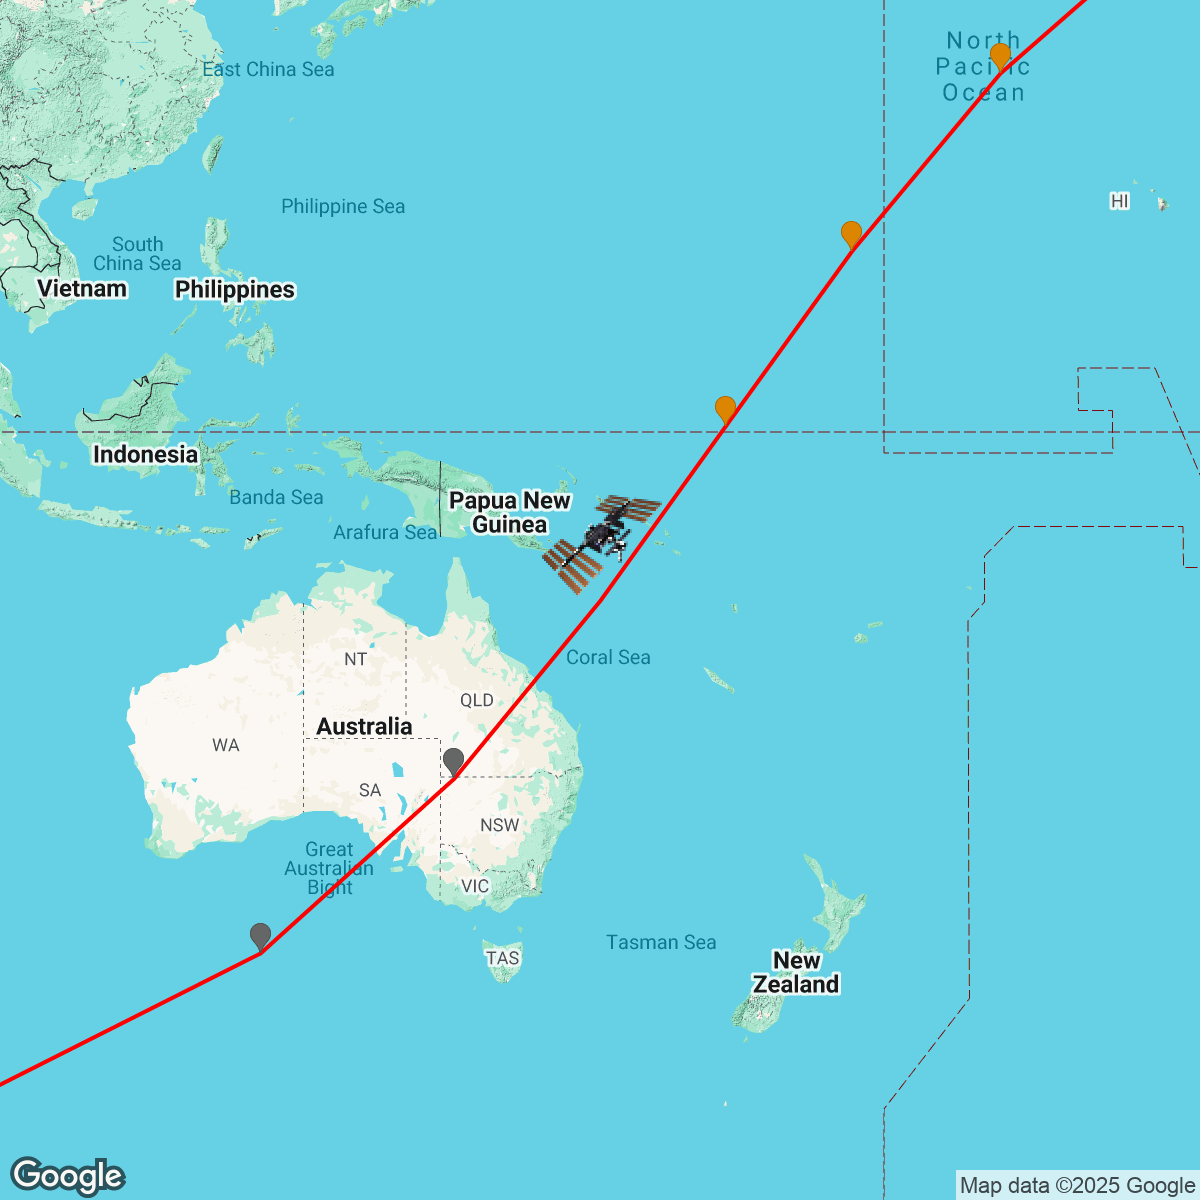 North
Pacific
Ocean
East China Sea
HI
Philippine Sea
South
China Sea
Vietnam
Philippines
Indonesia
Banda Sea
Papua New
Guinea
Arafura Sea
Coral Sea
NT
QLD
Australia
WA
SA
NSW
Great
Australian
Bight
VIC
Tasman Sea
TAS
New
Zealand
Google
Map data ©2025 Google